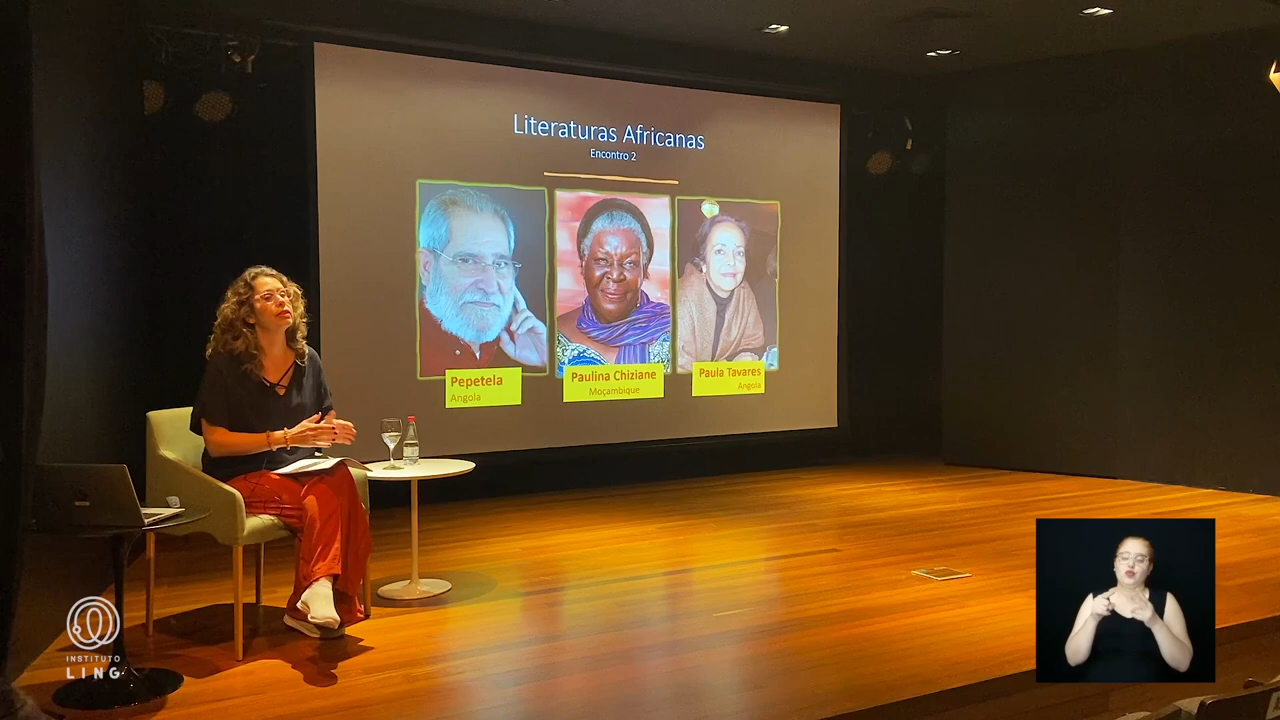 Literaturas Africanas
Encontro 2
Pepetela
Angola
Paulina Chiziane
Moçambique
Paula Tavares
Angola
INSTITUTO
LING